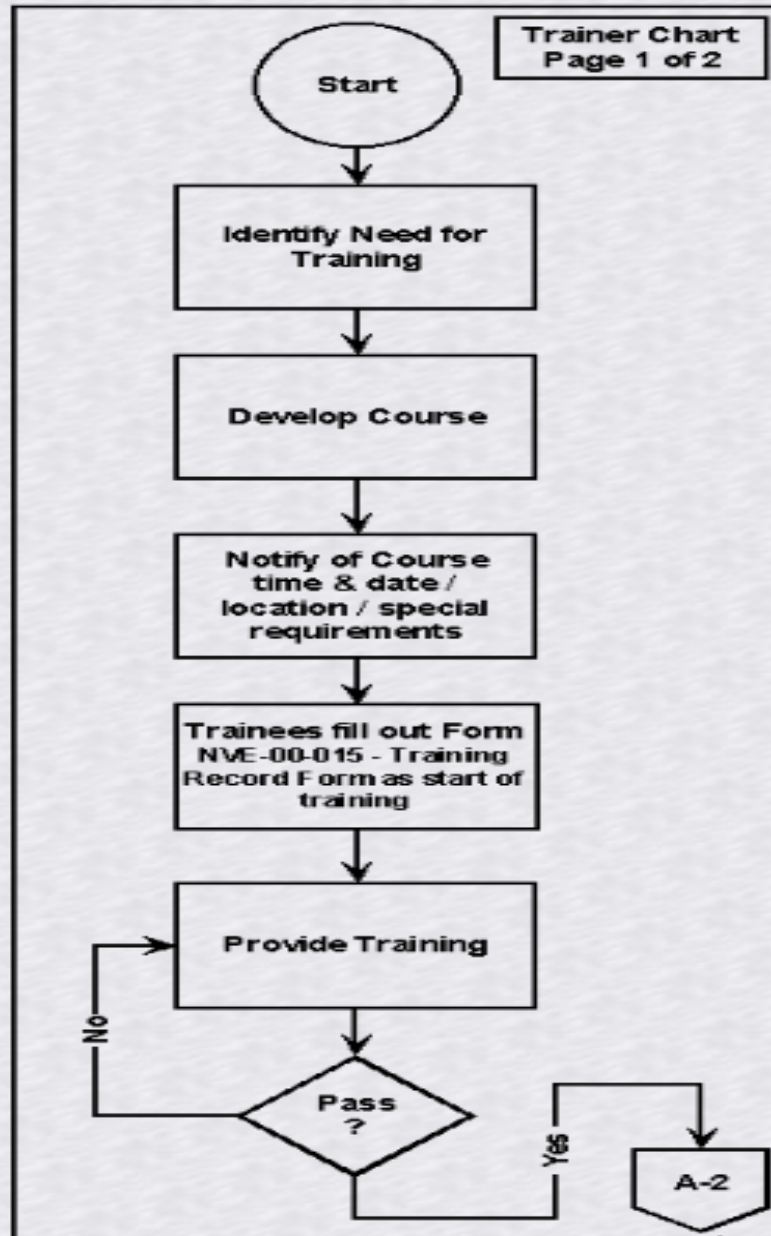 Trainer Chart
Page 1 of 2
Start
Identify Need for
Training
Develop Course
Notify of Course
time & date /
location / special
requirements
Trainees fill out Form
NVE-00-015 - Training
Record Form as start of
training
Provide Training
No
Pass
?
Yes
A-2